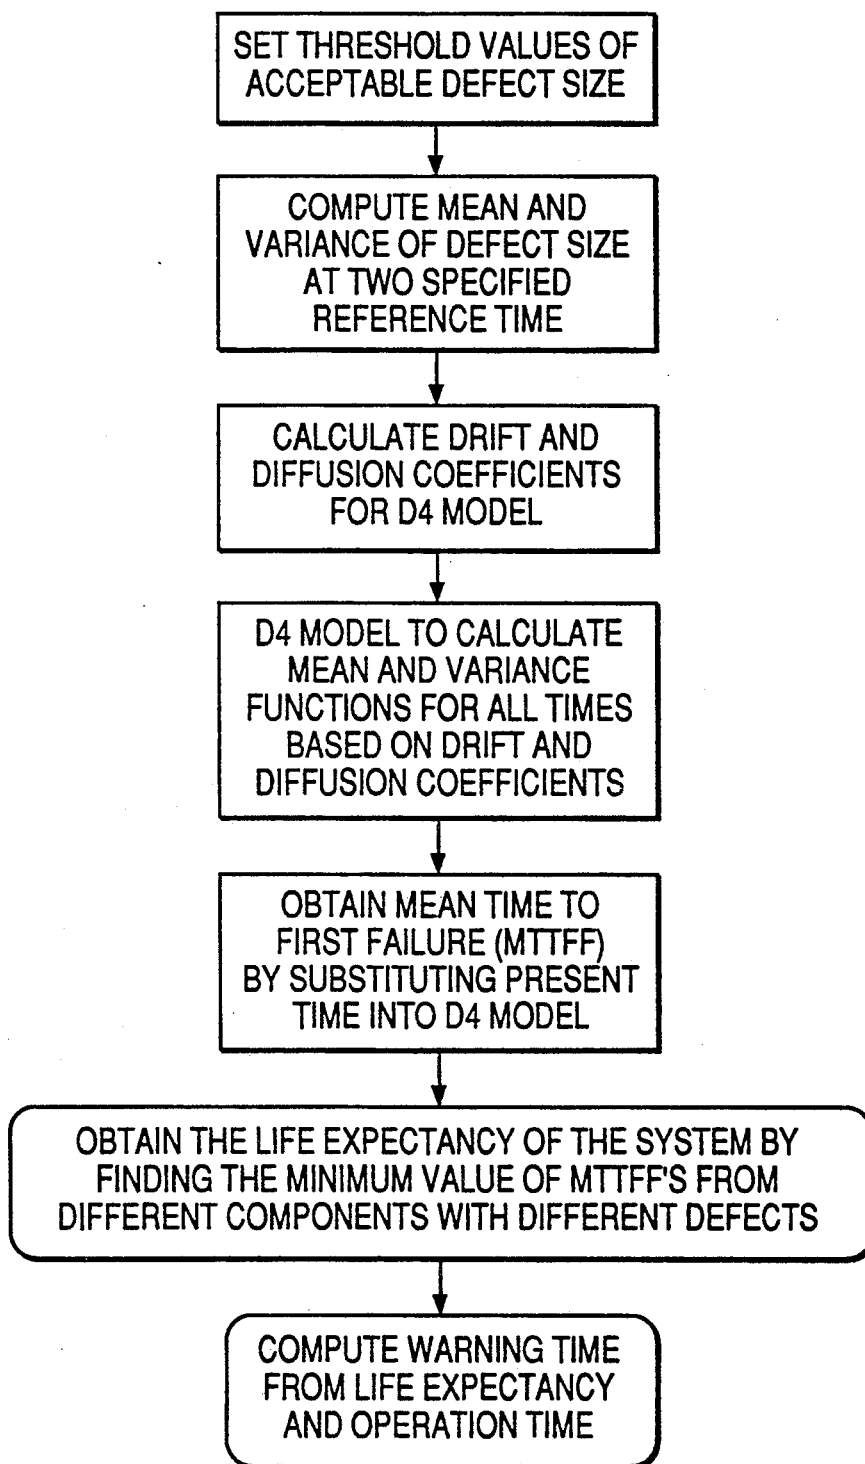 SET THRESHOLD VALUES OF
ACCEPTABLE DEFECT SIZE
COMPUTE MEAN AND
VARIANCE OF DEFECT SIZE
AT TWO SPECIFIED
REFERENCE TIME
CALCULATE DRIFT AND
DIFFUSION COEFFICIENTS
FOR D4 MODEL
D4 MODEL TO CALCULATE
MEAN AND VARIANCE
FUNCTIONS FOR ALL TIMES
BASED ON DRIFT AND
DIFFUSION COEFFICIENTS
OBTAIN MEAN TIME TO
FIRST FAILURE (MTTFF)
BY SUBSTITUTING PRESENT
TIME INTO D4 MODEL
OBTAIN THE LIFE EXPECTANCY OF THE SYSTEM BY
FINDING THE MINIMUM VALUE OF MTTFF'S FROM
DIFFERENT COMPONENTS WITH DIFFERENT DEFECTS
COMPUTE WARNING TIME
FROM LIFE EXPECTANCY
AND OPERATION TIME